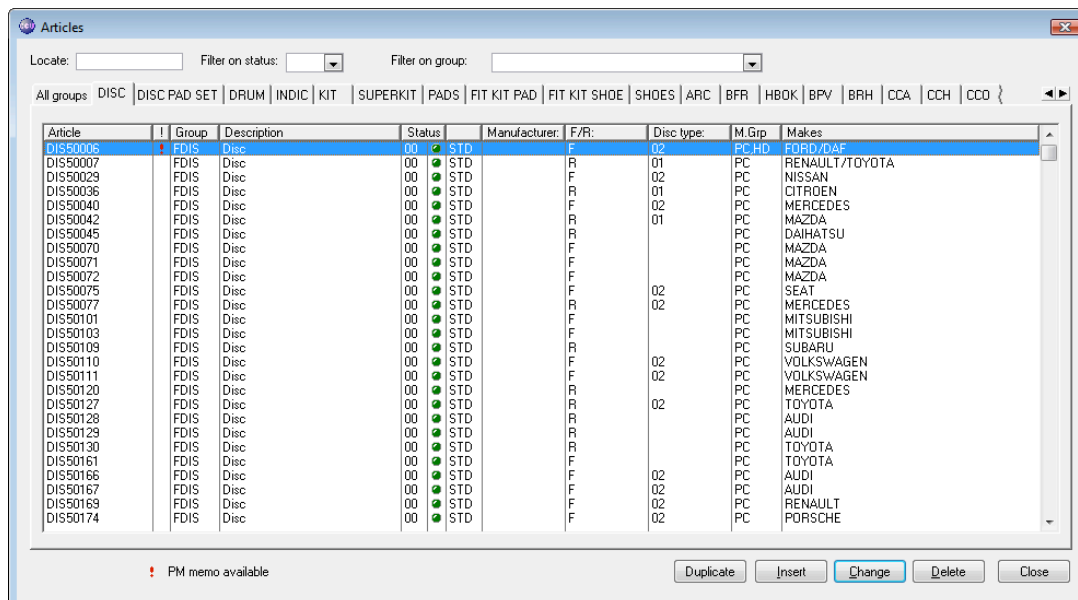 Articles
Locate: Filter on status: Filter on group:
All groups DISC DISC PAD SET DRUM INDIC KIT SUPERKIT PADS FIT KIT PAD FIT KIT SHOE SHOES ARC BFR HBOK BPV BRH CCA CCH CCO
Article ! Group Description Status Manufacturer: F/R: Disc type: M.Grp Makes
DIS50006 ! FDIS Disc 00 STD F 02 PC,HD FORD/DAF
DIS50007 FDIS Disc 00 STD R 01 PC RENAULT/TOYOTA
DIS50029 FDIS Disc 00 STD F 02 PC NISSAN
DIS50036 FDIS Disc 00 STD R 01 PC CITROEN
DIS50040 FDIS Disc 00 STD F 02 PC MERCEDES
DIS50042 FDIS Disc 00 STD R 01 PC MAZDA
DIS50045 FDIS Disc 00 STD R PC DAIHATSU
DIS50070 FDIS Disc 00 STD F PC MAZDA
DIS50071 FDIS Disc 00 STD F PC MAZDA
DIS50072 FDIS Disc 00 STD F PC MAZDA
DIS50075 FDIS Disc 00 STD F 02 PC SEAT
DIS50077 FDIS Disc 00 STD R 02 PC MERCEDES
DIS50101 FDIS Disc 00 STD F PC MITSUBISHI
DIS50103 FDIS Disc 00 STD F PC MITSUBISHI
DIS50109 FDIS Disc 00 STD R PC SUBARU
DIS50110 FDIS Disc 00 STD F 02 PC VOLKSWAGEN
DIS50111 FDIS Disc 00 STD F 02 PC VOLKSWAGEN
DIS50120 FDIS Disc 00 STD R PC MERCEDES
DIS50127 FDIS Disc 00 STD R 02 PC TOYOTA
DIS50128 FDIS Disc 00 STD R PC AUDI
DIS50129 FDIS Disc 00 STD R PC AUDI
DIS50130 FDIS Disc 00 STD R PC TOYOTA
DIS50161 FDIS Disc 00 STD F PC TOYOTA
DIS50166 FDIS Disc 00 STD F 02 PC AUDI
DIS50167 FDIS Disc 00 STD F 02 PC AUDI
DIS50169 FDIS Disc 00 STD F 02 PC RENAULT
DIS50174 FDIS Disc 00 STD F 02 PC PORSCHE
! PM memo available Duplicate Insert Change Delete Close